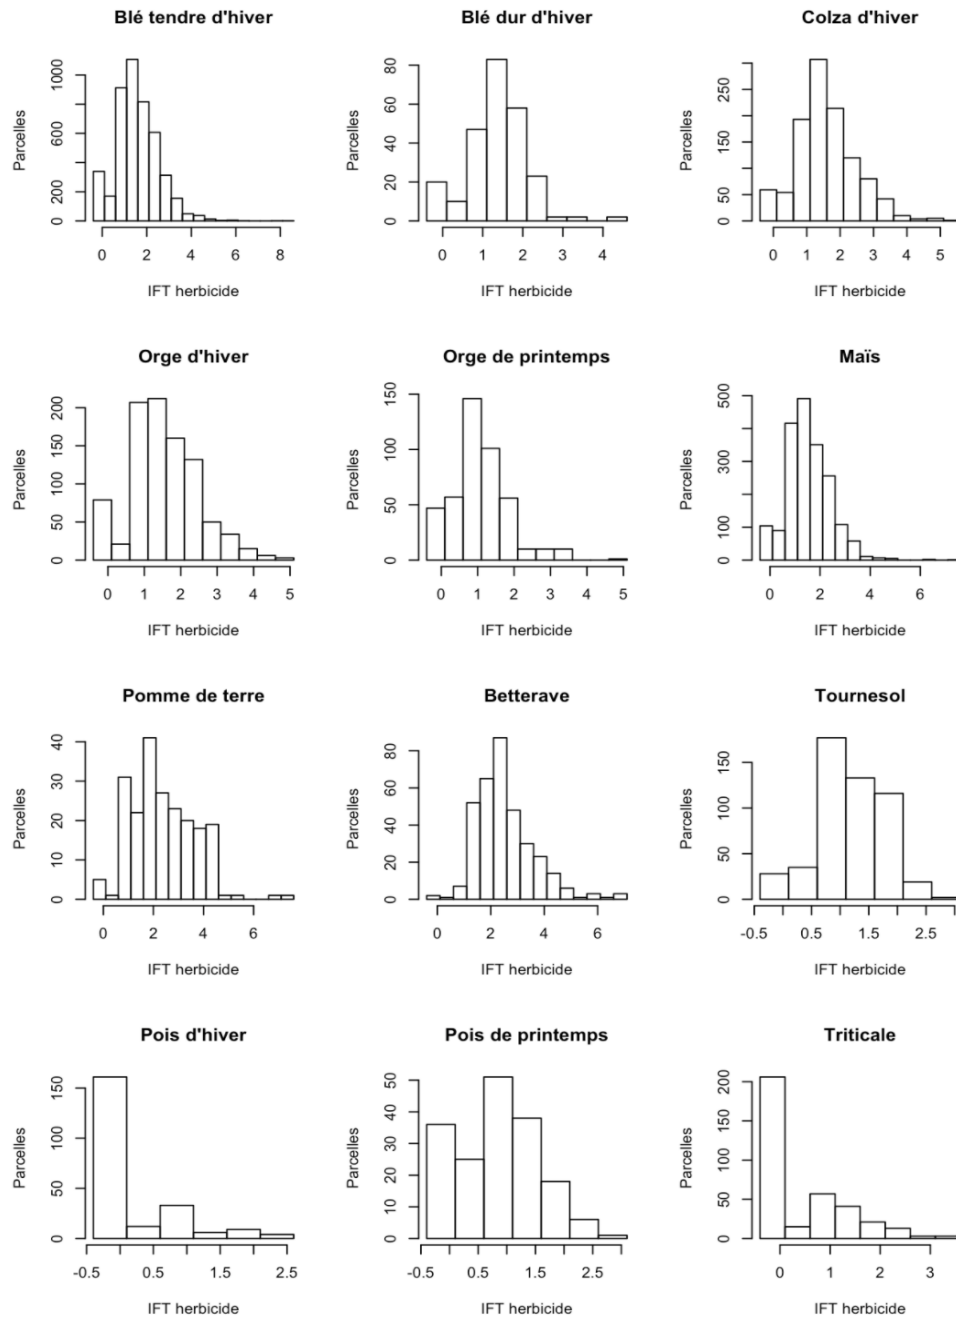 Blé tendre d'hiver
Parcelles
0 200 600 1000
0 2 4 6 8
IFT herbicide
Blé dur d'hiver
Parcelles
0 20 40 60 80
0 1 2 3 4
IFT herbicide
Colza d'hiver
Parcelles
0 50 150 250
0 1 2 3 4 5
IFT herbicide
Orge d'hiver
Parcelles
0 50 100 150 200
0 1 2 3 4 5
IFT herbicide
Orge de printemps
Parcelles
0 50 100 150
0 1 2 3 4 5
IFT herbicide
Maïs
Parcelles
0 100 300 500
0 2 4 6
IFT herbicide
Pomme de terre
Parcelles
0 10 20 30 40
0 2 4 6
IFT herbicide
Betterave
Parcelles
0 20 40 60 80
0 2 4 6
IFT herbicide
Tournesol
Parcelles
0 50 100 150
-0.5 0.5 1.5 2.5
IFT herbicide
Pois d'hiver
Parcelles
0 50 100 150
-0.5 0.5 1.5 2.5
IFT herbicide
Pois de printemps
Parcelles
0 10 20 30 40 50
-0.5 0.5 1.5 2.5
IFT herbicide
Triticale
Parcelles
0 50 100 150 200
0 1 2 3
IFT herbicide